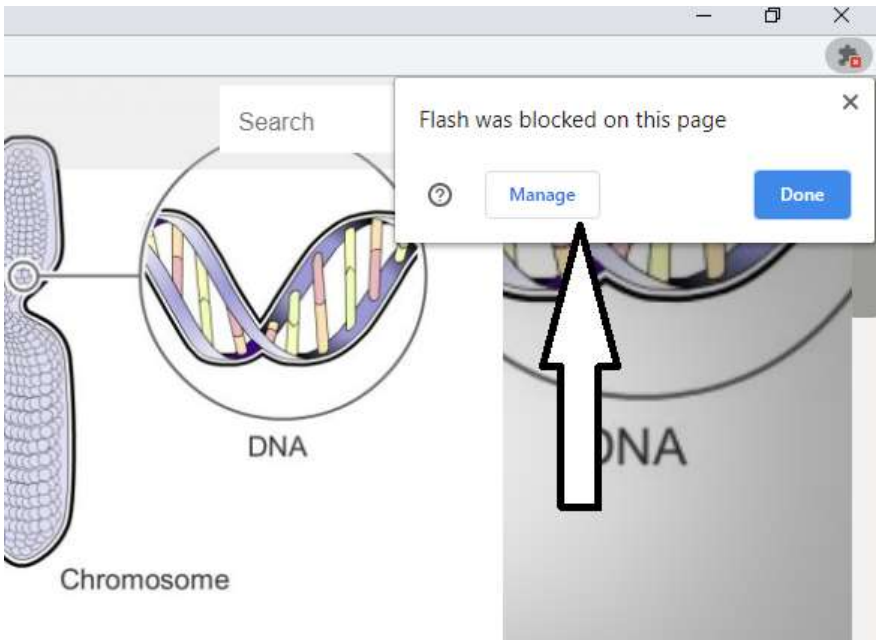 Search
Flash was blocked on this page
Manage
Done
DNA
DNA
Chromosome